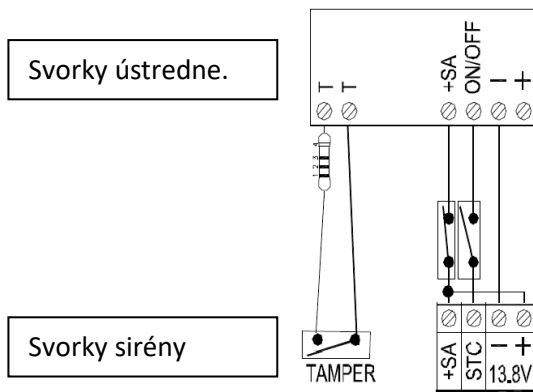 Svorky ústredne.
T T +SA ON/OFF − +
1 2 3 4
Svorky sirény
TAMPER
+SA STC − + 13.8V